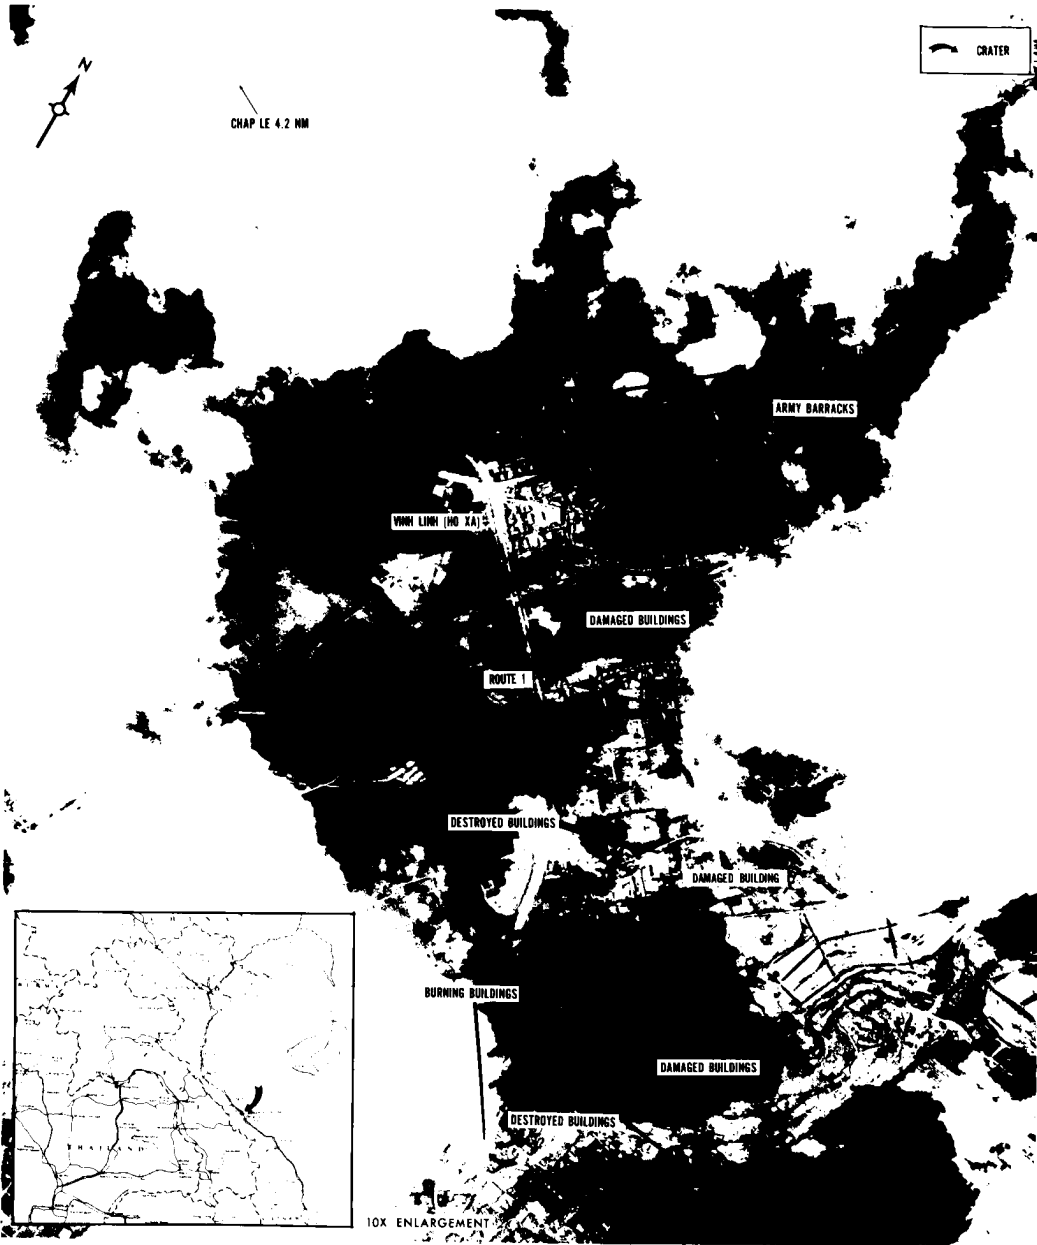 CRATER
N
CHAP LE 4.2 NM
ARMY BARRACKS
VINH LINH (HO XA)
DAMAGED BUILDINGS
ROUTE 1
DESTROYED BUILDINGS
DAMAGED BUILDING
BURNING BUILDINGS
DAMAGED BUILDINGS
DESTROYED BUILDINGS
THAILAND
10X ENLARGEMENT